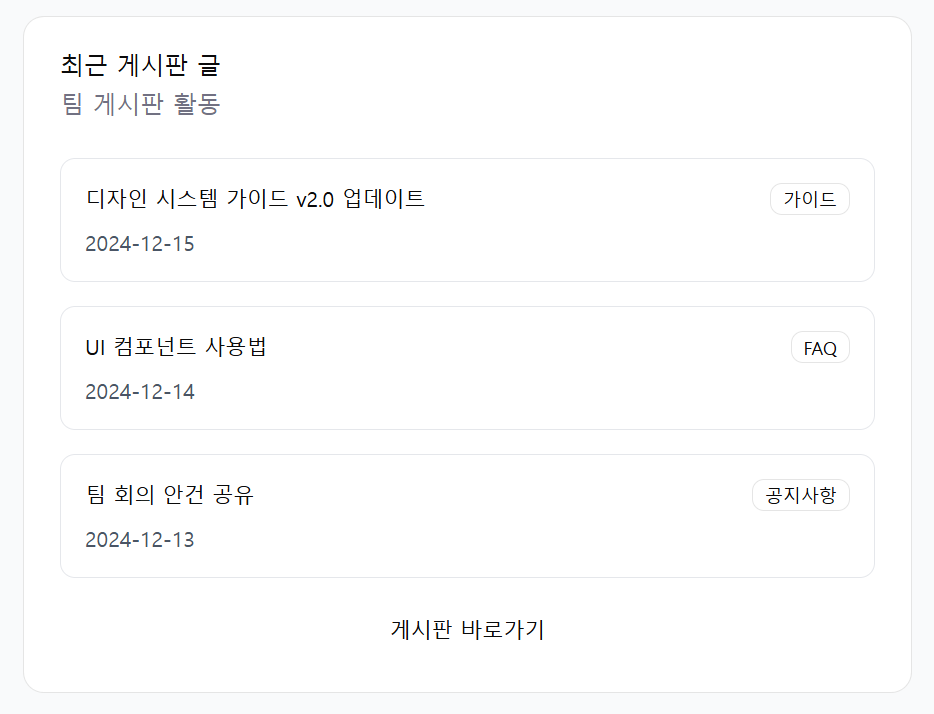 최근 게시판 글
팀 게시판 활동
디자인 시스템 가이드 v2.0 업데이트
가이드
2024-12-15
UI 컴포넌트 사용법
FAQ
2024-12-14
팀 회의 안건 공유
공지사항
2024-12-13
게시판 바로가기